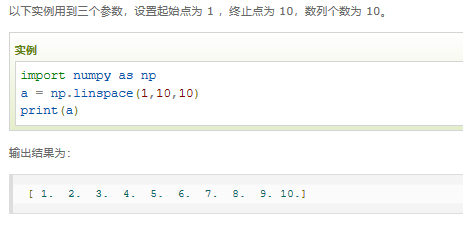 以下实例用到三个参数，设置起始点为 1 ，终止点为 10，数列个数为 10。
实例
import numpy as np
a = np.linspace(1,10,10)
print(a)
输出结果为：
[ 1.  2.  3.  4.  5.  6.  7.  8.  9. 10.]